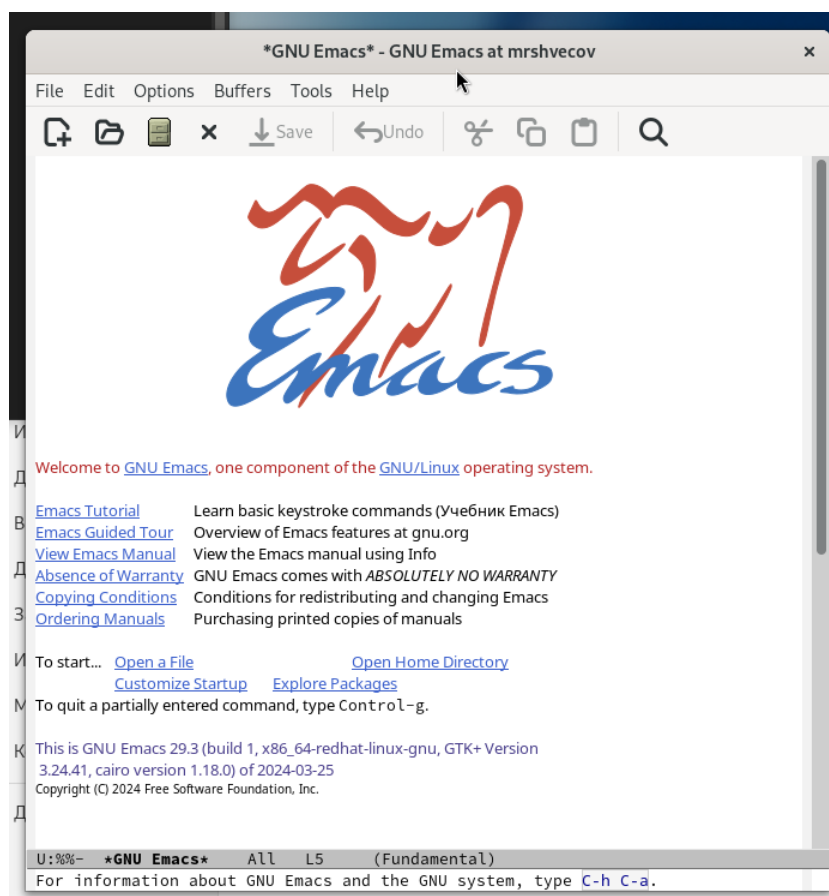 *GNU Emacs* - GNU Emacs at mrshvecov
File Edit Options Buffers Tools Help
Save Undo
Emacs
Welcome to GNU Emacs, one component of the GNU/Linux operating system.
Emacs Tutorial Learn basic keystroke commands (Учебник Emacs)
Emacs Guided Tour Overview of Emacs features at gnu.org
View Emacs Manual View the Emacs manual using Info
Absence of Warranty GNU Emacs comes with ABSOLUTELY NO WARRANTY
Copying Conditions Conditions for redistributing and changing Emacs
Ordering Manuals Purchasing printed copies of manuals
To start... Open a File Open Home Directory
Customize Startup Explore Packages
To quit a partially entered command, type Control-g.
This is GNU Emacs 29.3 (build 1, x86_64-redhat-linux-gnu, GTK+ Version
3.24.41, cairo version 1.18.0) of 2024-03-25
Copyright (C) 2024 Free Software Foundation, Inc.
U:%%- *GNU Emacs* All L5 (Fundamental)
For information about GNU Emacs and the GNU system, type C-h C-a.